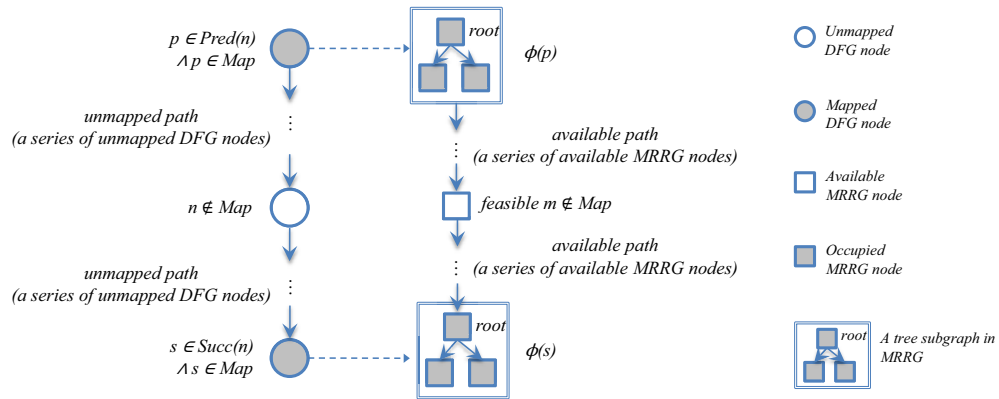 p ∈ Pred(n)
∧ p ∈ Map
root
ϕ(p)
unmapped path
(a series of unmapped DFG nodes)
⋮
⋮
available path
(a series of available MRRG nodes)
n ∉ Map
feasible m ∉ Map
unmapped path
(a series of unmapped DFG nodes)
⋮
⋮
available path
(a series of available MRRG nodes)
s ∈ Succ(n)
∧ s ∈ Map
root
ϕ(s)
Unmapped
DFG node
Mapped
DFG node
Available
MRRG node
Occupied
MRRG node
root
A tree subgraph in
MRRG